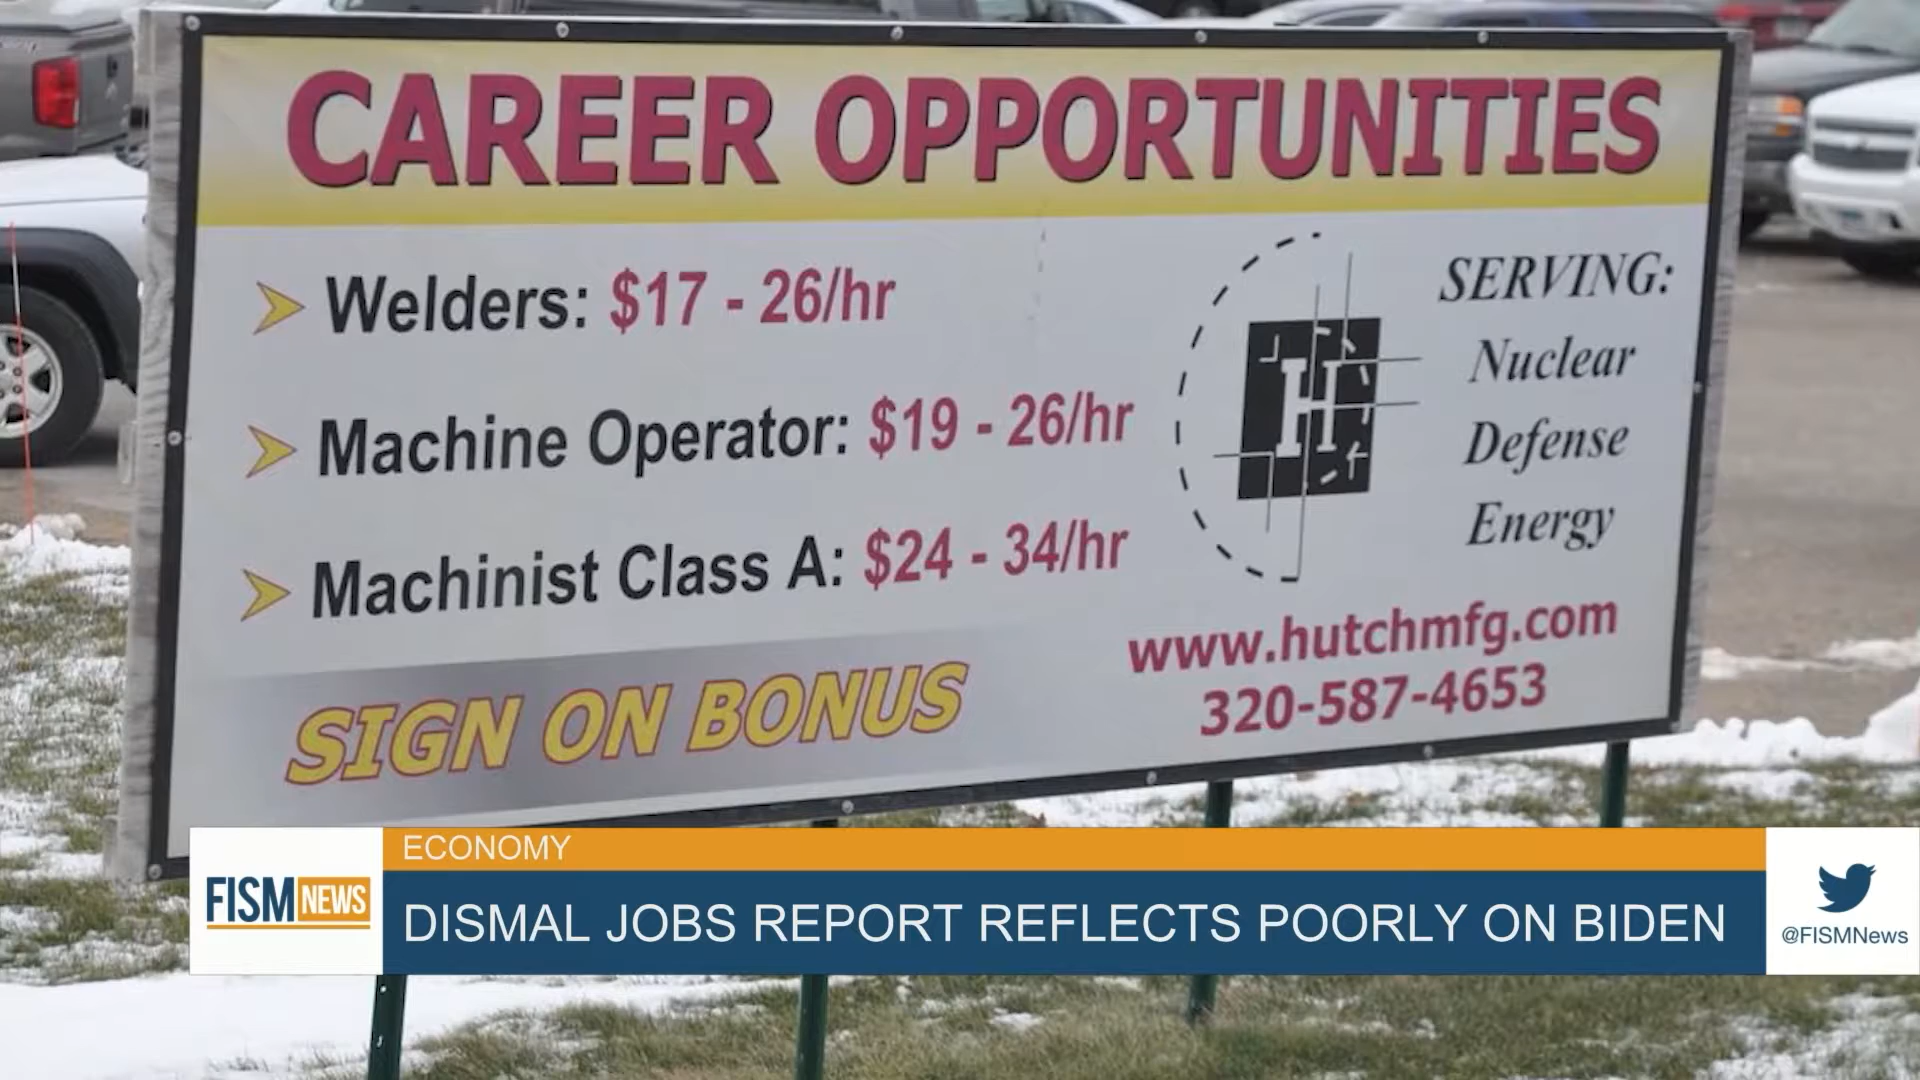 CAREER OPPORTUNITIES
Welders: $17 - 26/hr
Machine Operator: $19 - 26/hr
Machinist Class A: $24 - 34/hr
SIGN ON BONUS
H
SERVING:
Nuclear
Defense
Energy
www.hutchmfg.com
320-587-4653
ECONOMY
FISM NEWS
DISMAL JOBS REPORT REFLECTS POORLY ON BIDEN
@FISMNews